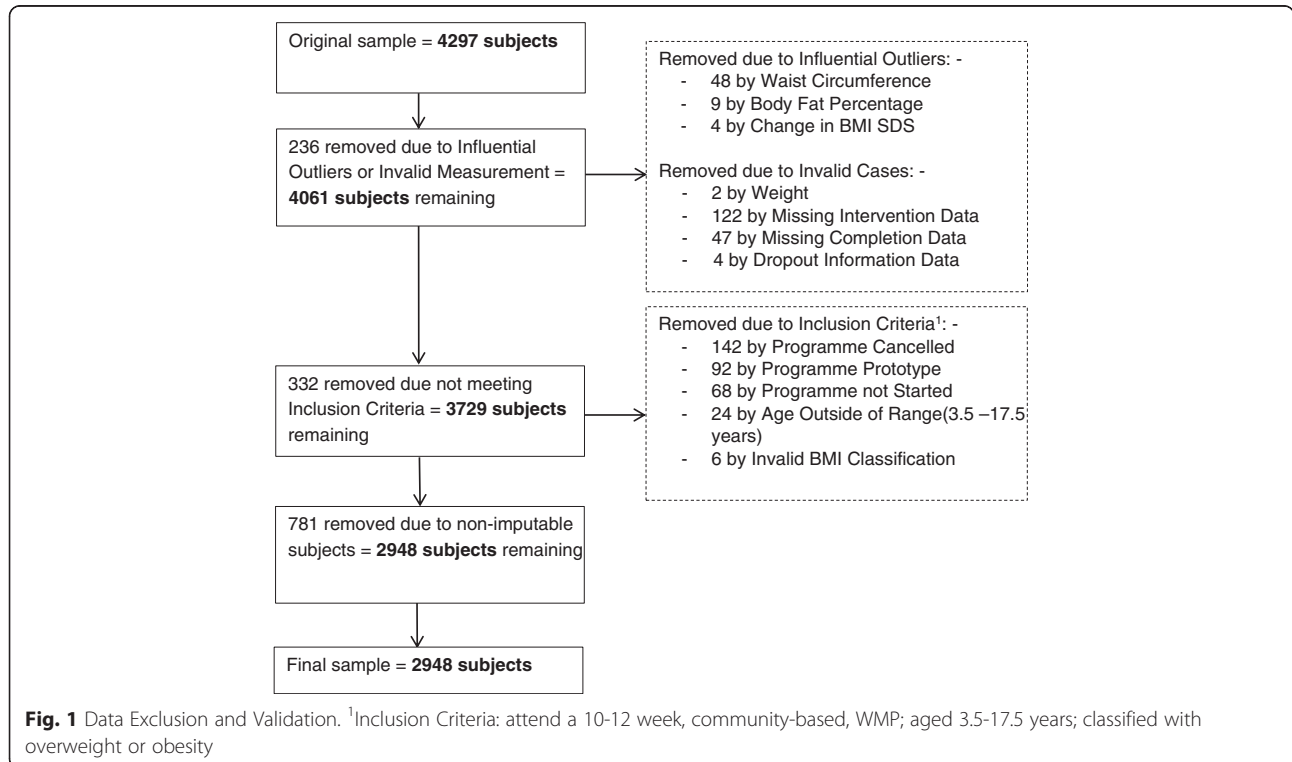 Original sample = 4297 subjects
236 removed due to Influential
Outliers or Invalid Measurement =
4061 subjects remaining
Removed due to Influential Outliers: -
- 48 by Waist Circumference
- 9 by Body Fat Percentage
- 4 by Change in BMI SDS
Removed due to Invalid Cases: -
- 2 by Weight
- 122 by Missing Intervention Data
- 47 by Missing Completion Data
- 4 by Dropout Information Data
332 removed due not meeting
Inclusion Criteria = 3729 subjects
remaining
Removed due to Inclusion Criteria¹: -
- 142 by Programme Cancelled
- 92 by Programme Prototype
- 68 by Programme not Started
- 24 by Age Outside of Range(3.5 –17.5
years)
- 6 by Invalid BMI Classification
781 removed due to non-imputable
subjects = 2948 subjects remaining
Final sample = 2948 subjects
Fig. 1 Data Exclusion and Validation. ¹Inclusion Criteria: attend a 10-12 week, community-based, WMP; aged 3.5-17.5 years; classified with
overweight or obesity